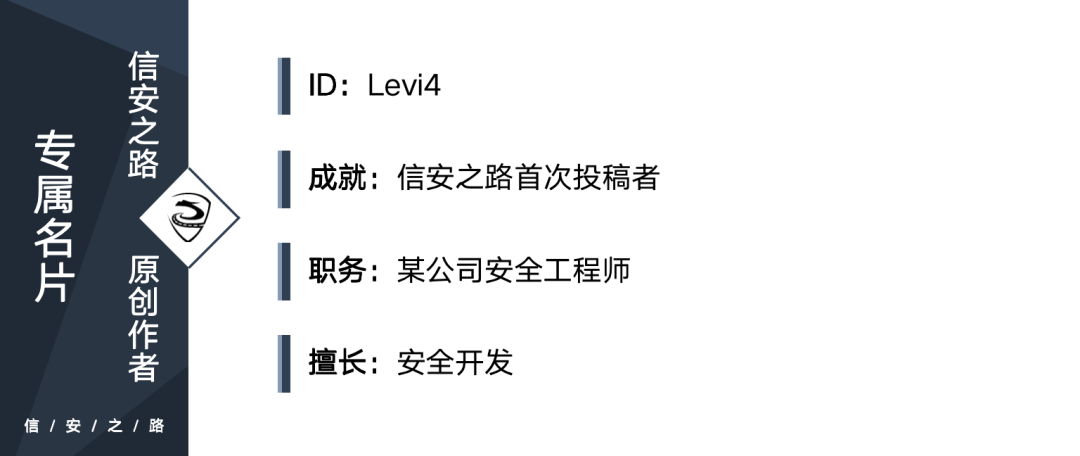 专属名片
信安之路
原创作者
信/安/之/路
ID：Levi4
成就：信安之路首次投稿者
职务：某公司安全工程师
擅长：安全开发